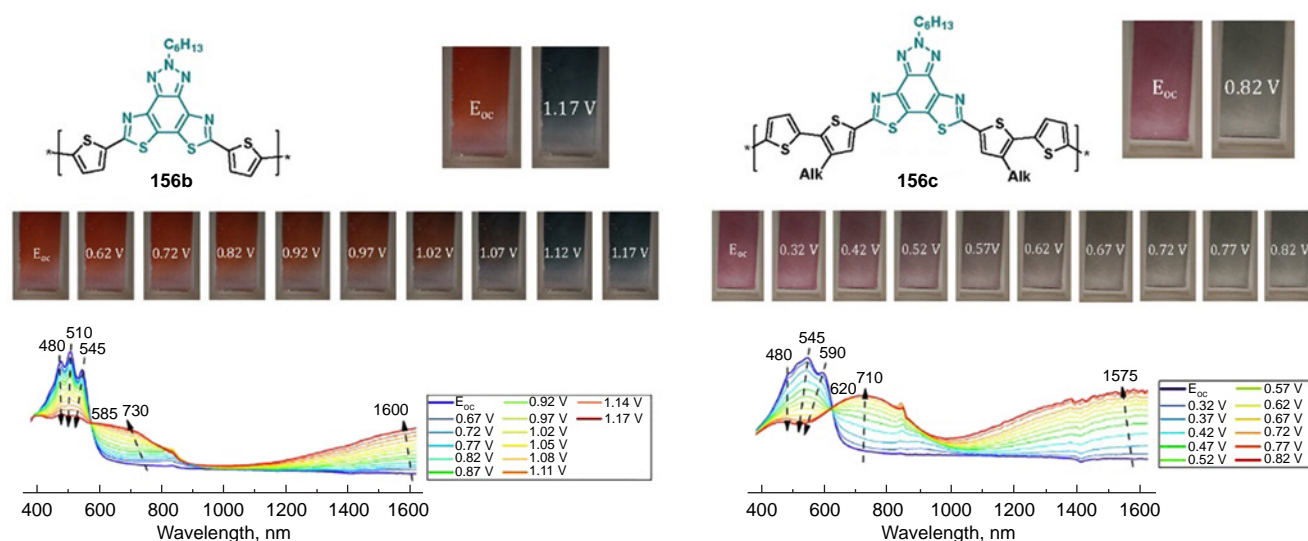 C6H13
N
N N
N N
S S
S S
* *
156b
Eoc 1.17 V
Eoc 0.62 V 0.72 V 0.82 V 0.92 V 0.97 V 1.02 V 1.07 V 1.12 V 1.17 V
510
480 545
585 730
1600
Eoc 0.92 V 1.14 V
0.67 V 0.97 V 1.17 V
0.72 V 1.02 V
0.77 V 1.05 V
0.82 V 1.08 V
0.87 V 1.11 V
400 600 800 1000 1200 1400 1600
Wavelength, nm
C6H13
N
N N
N N
S S S S
S S
* *
Alk Alk
156c
Eoc 0.82 V
Eoc 0.32 V 0.42 V 0.52 V 0.57V 0.62 V 0.67 V 0.72 V 0.77 V 0.82 V
545
480 590
620 710
1575
Eoc 0.57 V
0.32 V 0.62 V
0.37 V 0.67 V
0.42 V 0.72 V
0.47 V 0.77 V
0.52 V 0.82 V
400 600 800 1000 1200 1400 1600
Wavelength, nm